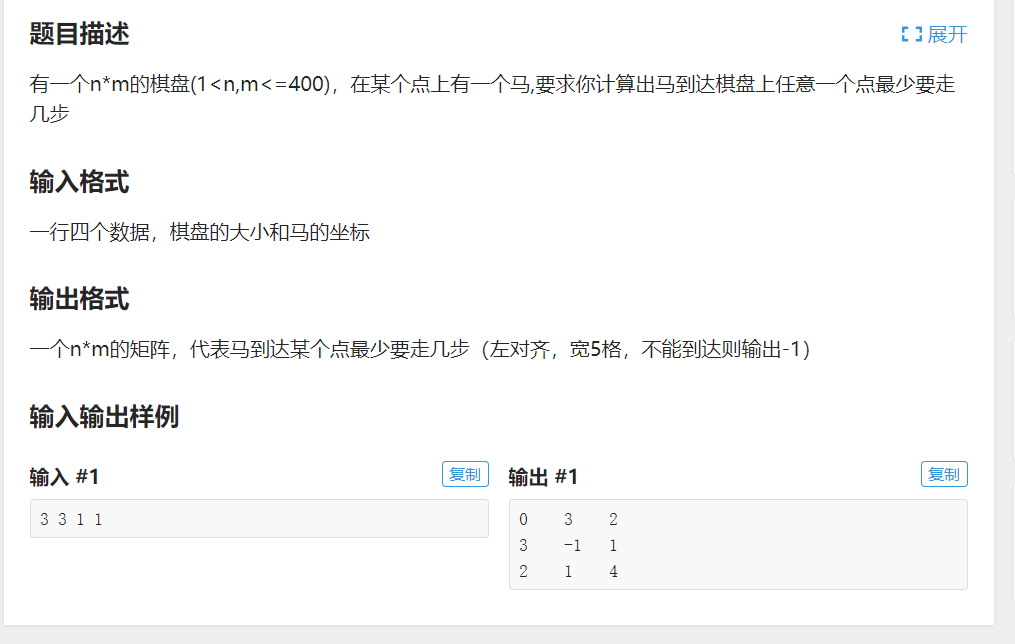 题目描述
展开
有一个n*m的棋盘(1<n,m<=400)，在某个点上有一个马,要求你计算出马到达棋盘上任意一个点最少要走
几步
输入格式
一行四个数据，棋盘的大小和马的坐标
输出格式
一个n*m的矩阵，代表马到达某个点最少要走几步（左对齐，宽5格，不能到达则输出-1）
输入输出样例
输入 #1
复制
3 3 1 1
输出 #1
复制
0    3    2
3    -1   1
2    1    4